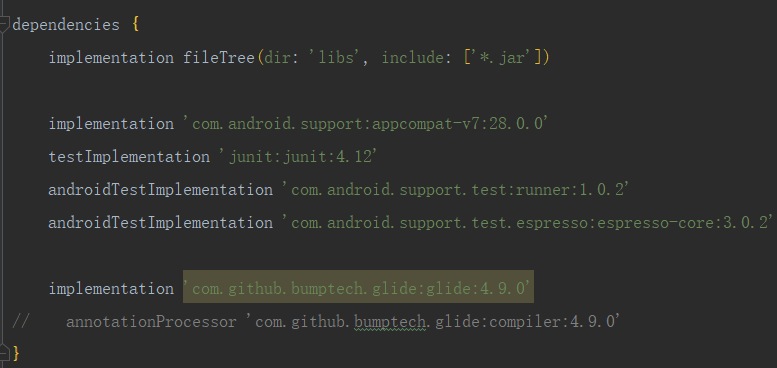 dependencies {
    implementation fileTree(dir: 'libs', include: ['*.jar'])
    implementation 'com.android.support:appcompat-v7:28.0.0'
    testImplementation 'junit:junit:4.12'
    androidTestImplementation 'com.android.support.test:runner:1.0.2'
    androidTestImplementation 'com.android.support.test.espresso:espresso-core:3.0.2'
    implementation 'com.github.bumptech.glide:glide:4.9.0'
//    annotationProcessor 'com.github.bumptech.glide:compiler:4.9.0'
}